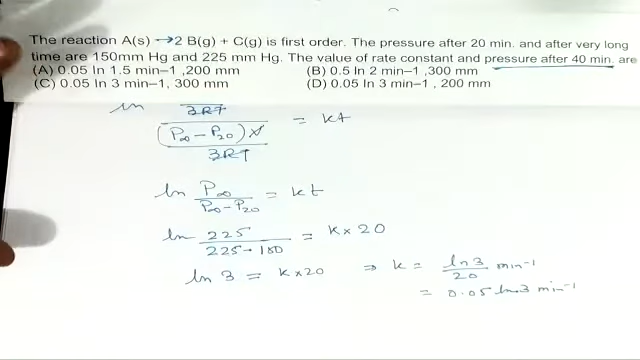 The reaction A(s) →2 B(g) + C(g) is first order. The pressure after 20 min. and after very long
time are 150mm Hg and 225 mm Hg. The value of rate constant and pressure after 40 min. are
(A) 0.05 ln 1.5 min–1 ,200 mm (B) 0.5 ln 2 min–1 ,300 mm
(C) 0.05 ln 3 min–1, 300 mm (D) 0.05 ln 3 min–1 , 200 mm
ln
3RT
(P∞ – P20) V = kt
3RT
ln P∞ = kt
P∞ – P20
ln 225 = k × 20
225 – 150
ln 3 = k × 20 ⇒ k = ln 3 min-1
20
= 0.05 ln 3 min-1